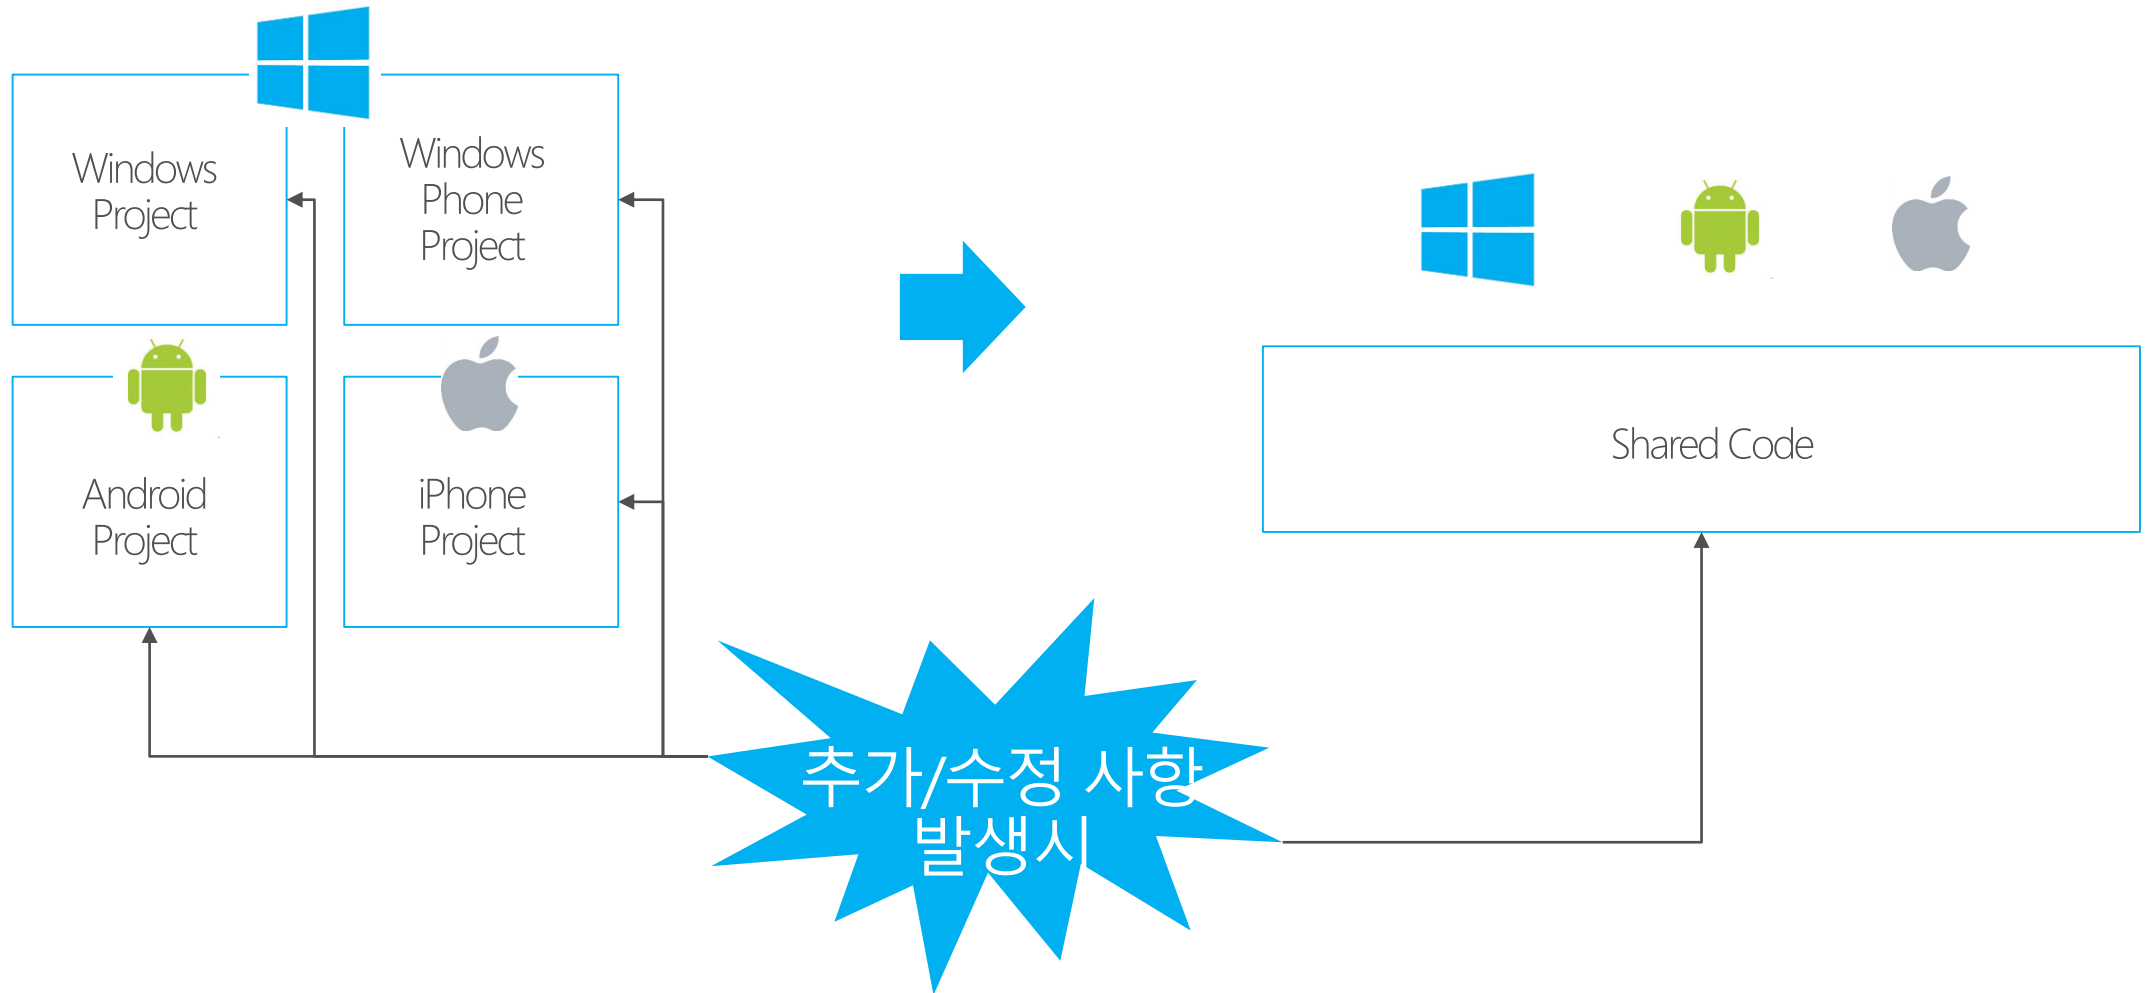 Windows
Project
Windows
Phone
Project
Android
Project
iPhone
Project
Shared Code
추가/수정 사항
발생시